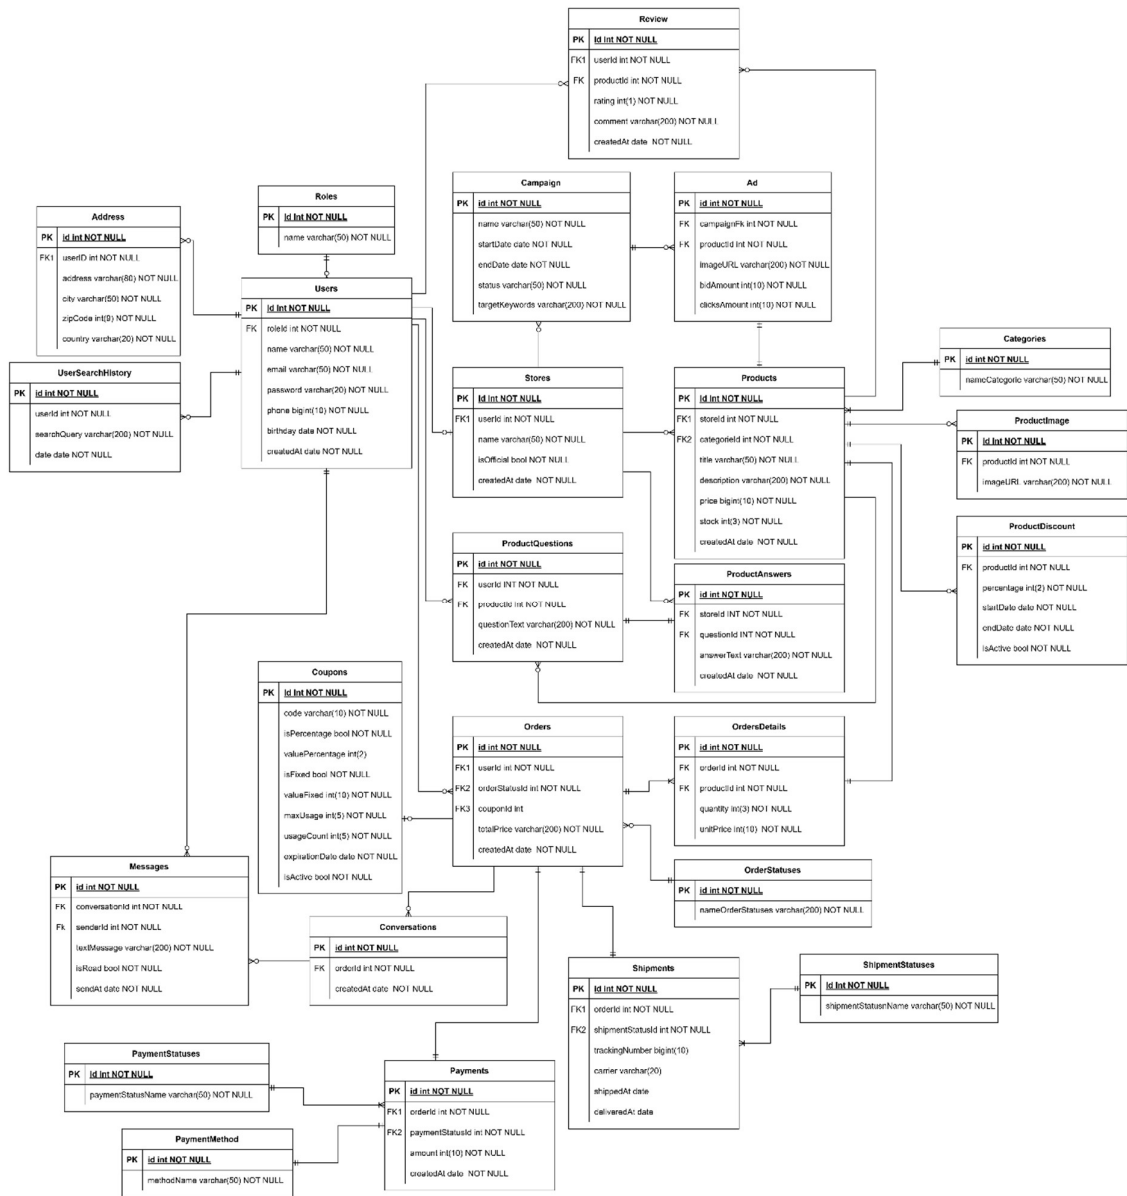 Review
PK Id Int NOT NULL
FK1 userId int NOT NULL
FK productId int NOT NULL
rating int(1) NOT NULL
comment varchar(200) NOT NULL
createdAt date NOT NULL
Campaign
PK id int NOT NULL
name varchar(50) NOT NULL
startDate date NOT NULL
endDate date NOT NULL
status varchar(50) NOT NULL
targetKeywords varchar(200) NOT NULL
Ad
PK id int NOT NULL
FK campaignFk int NOT NULL
FK productId int NOT NULL
imageURL varchar(200) NOT NULL
bidAmount int(10) NOT NULL
clicksAmount int(10) NOT NULL
Roles
PK Id Int NOT NULL
name varchar(50) NOT NULL
Address
PK id int NOT NULL
FK1 userID int NOT NULL
address varchar(80) NOT NULL
city varchar(50) NOT NULL
zipCode int(9) NOT NULL
country varchar(20) NOT NULL
Users
PK id Int NOT NULL
FK roleId int NOT NULL
name varchar(50) NOT NULL
email varchar(50) NOT NULL
password varchar(20) NOT NULL
phone bigint(10) NOT NULL
birthday date NOT NULL
createdAt date NOT NULL
UserSearchHistory
PK id int NOT NULL
userId int NOT NULL
searchQuery varchar(200) NOT NULL
date date NOT NULL
Stores
PK id int NOT NULL
FK1 userId int NOT NULL
name varchar(50) NOT NULL
isOfficial bool NOT NULL
createdAt date NOT NULL
Products
PK id int NOT NULL
FK1 storeId int NOT NULL
FK2 categorieId int NOT NULL
title varchar(50) NOT NULL
description varchar(200) NOT NULL
price bigint(10) NOT NULL
stock int(3) NOT NULL
createdAt date NOT NULL
Categories
PK id int NOT NULL
nameCategorie varchar(50) NOT NULL
ProductImage
PK Id Int NOT NULL
FK productId int NOT NULL
imageURL varchar(200) NOT NULL
ProductDiscount
PK id int NOT NULL
FK productId int NOT NULL
percentage int(2) NOT NULL
startDate date NOT NULL
endDate date NOT NULL
isActive bool NOT NULL
ProductQuestions
PK id int NOT NULL
FK userId INT NOT NULL
FK productId Int NOT NULL
questionText varchar(200) NOT NULL
createdAt date NOT NULL
ProductAnswers
PK id int NOT NULL
FK storeId INT NOT NULL
FK questionId INT NOT NULL
answerText varchar(200) NOT NULL
createdAt date NOT NULL
Coupons
PK Id Int NOT NULL
code varchar(10) NOT NULL
isPercentage bool NOT NULL
valuePercentage int(2)
isFixed bool NOT NULL
valueFixed int(10) NOT NULL
maxUsage int(5) NOT NULL
usageCount int(5) NOT NULL
expirationDate date NOT NULL
isActive bool NOT NULL
Orders
PK id int NOT NULL
FK1 userId int NOT NULL
FK2 orderStatusId int NOT NULL
FK3 couponId int
totalPrice varchar(200) NOT NULL
createdAt date NOT NULL
OrdersDetails
PK id int NOT NULL
FK orderId int NOT NULL
FK productId int NOT NULL
quantity int(3) NOT NULL
unitPrice int(10) NOT NULL
OrderStatuses
PK id int NOT NULL
nameOrderStatuses varchar(200) NOT NULL
Messages
PK id int NOT NULL
FK conversationId int NOT NULL
Fk senderId int NOT NULL
textMessage varchar(200) NOT NULL
isRead bool NOT NULL
sendAt date NOT NULL
Conversations
PK id int NOT NULL
FK orderId int NOT NULL
createdAt date NOT NULL
Shipments
PK Id Int NOT NULL
FK1 orderId int NOT NULL
FK2 shipmentStatusId int NOT NULL
trackingNumber bigint(10)
carrier varchar(20)
shippedAt date
deliveredAt date
ShipmentStatuses
PK Id Int NOT NULL
shipmentStatusnName varchar(50) NOT NULL
PaymentStatuses
PK Id Int NOT NULL
paymentStatusName varchar(50) NOT NULL
Payments
PK id int NOT NULL
FK1 orderId int NOT NULL
FK2 paymentStatusId int NOT NULL
amount int(10) NOT NULL
createdAt date NOT NULL
PaymentMethod
PK id int NOT NULL
methodName varchar(50) NOT NULL